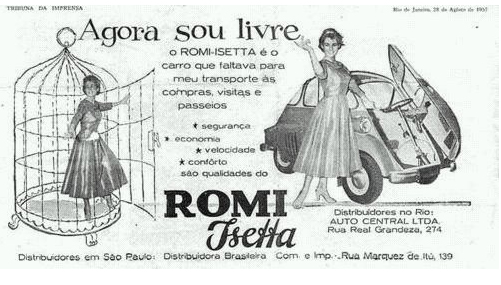 TRIBUNA DA IMPRENSA
Rio de Janeiro, 28 de Agosto de 1957
Agora sou livre
o ROMI-ISETTA é o
carro que faltava para
meu transporte às
compras, visitas e
passeios
★ segurança
★ economia
★ velocidade
★ confôrto
são qualidades do
ROMI
Isetta
Distribuidores no Rio:
AUTO CENTRAL LTDA.
Rua Real Grandeza, 274
Distribuidores em São Paulo: Distribuidora Brasileira Com. e Imp. - Rua Marquez de Itú, 139